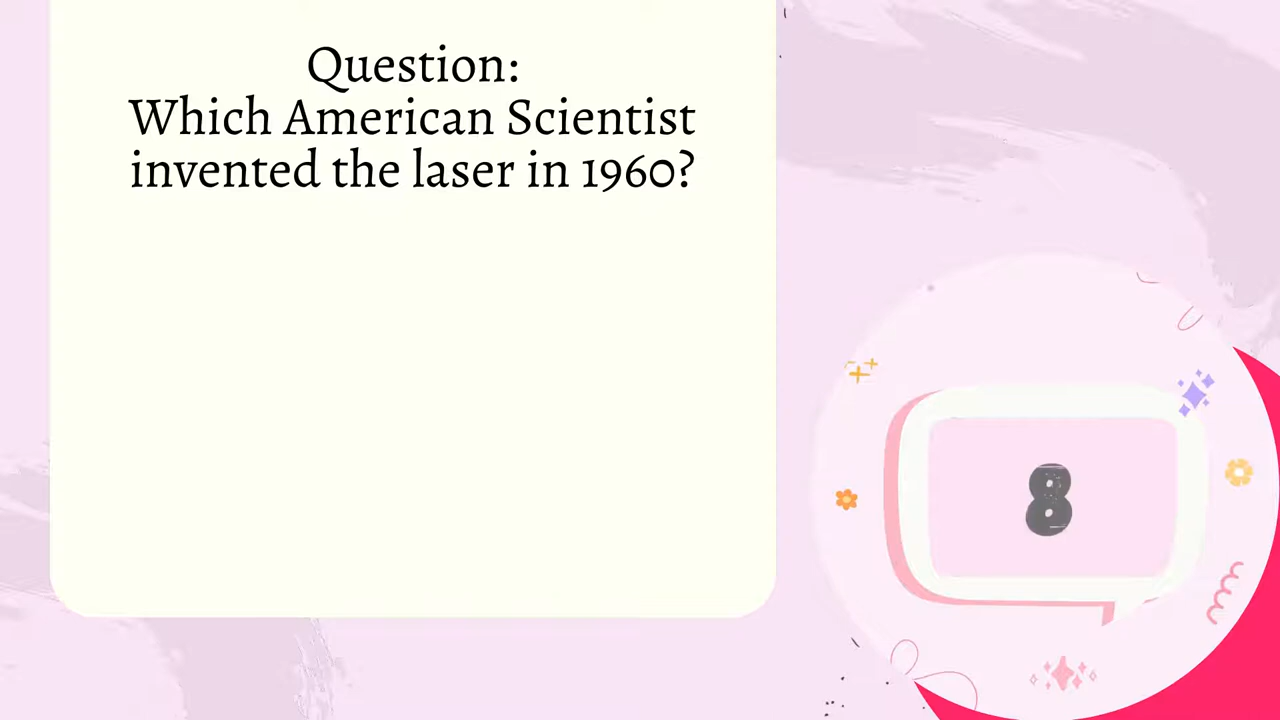 Question:
Which American Scientist
invented the laser in 1960?
8